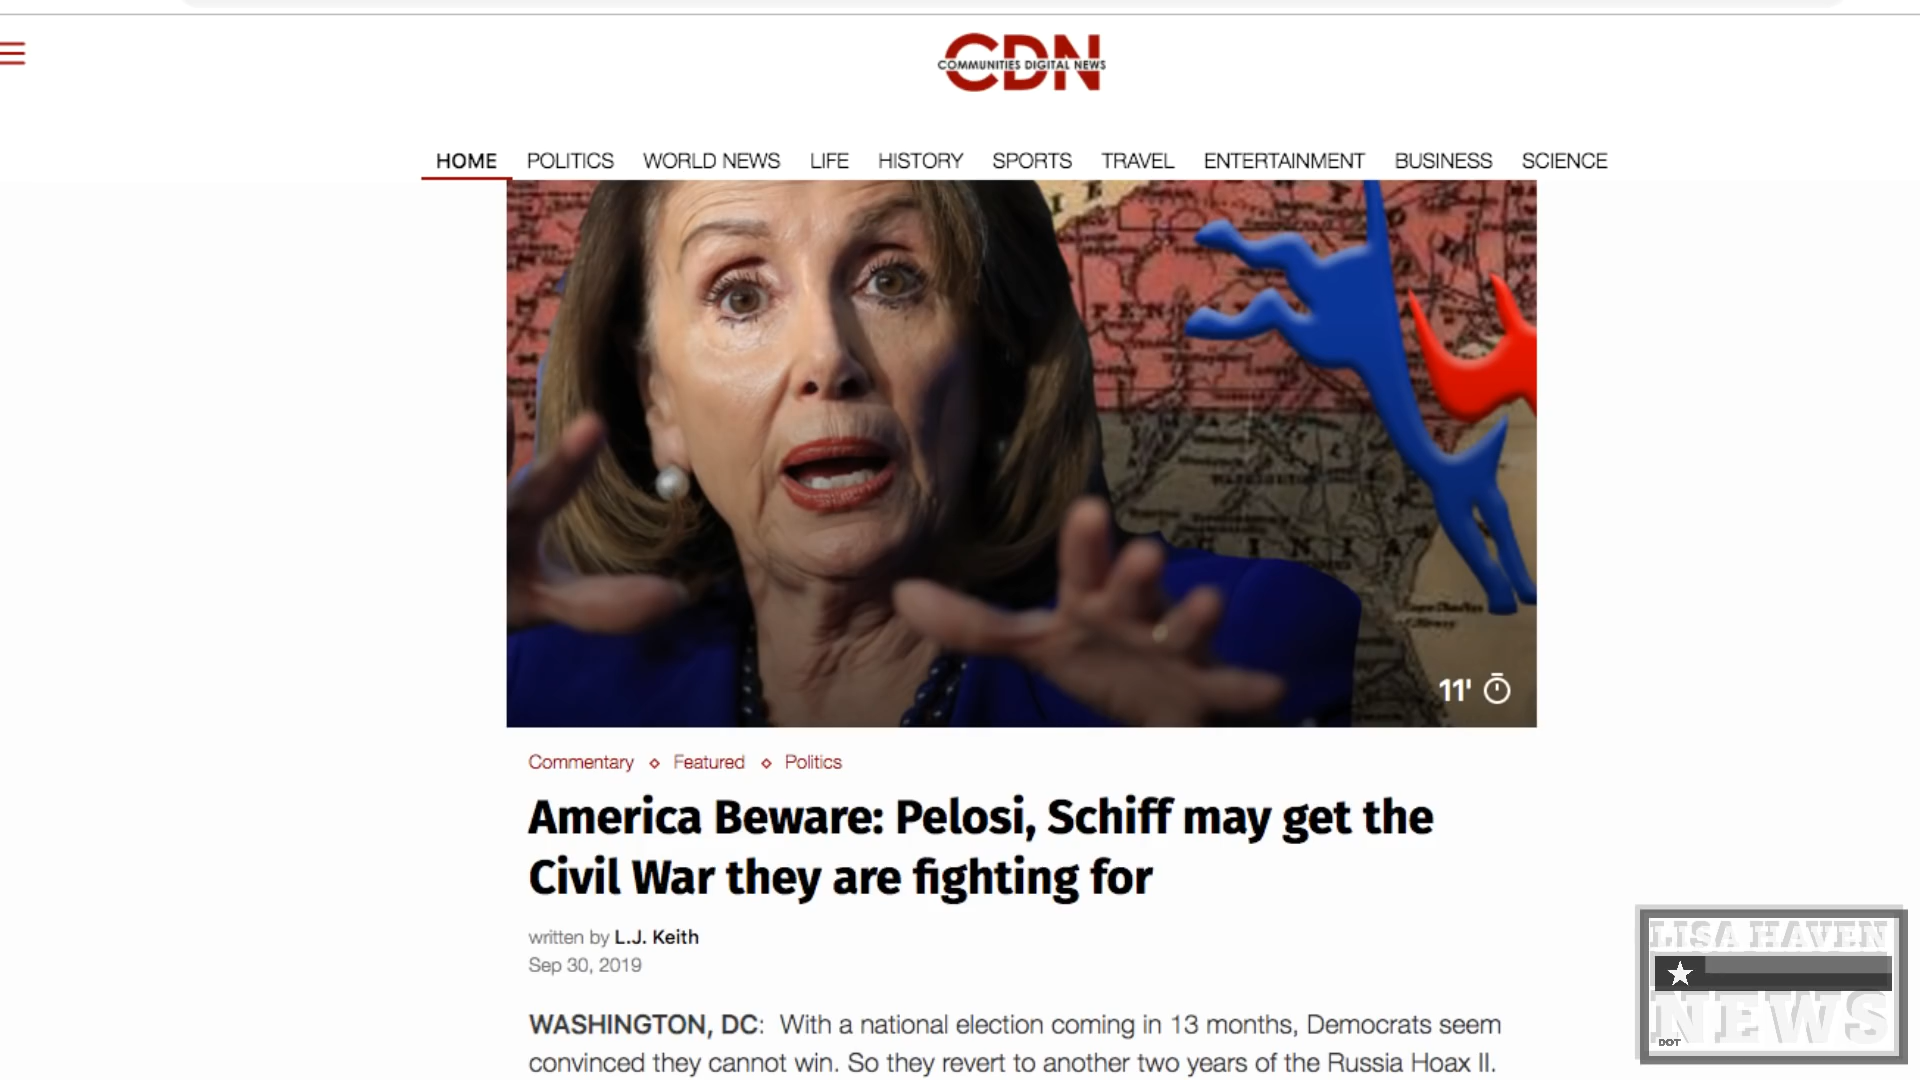 CDN
COMMUNITIES DIGITAL NEWS
HOME POLITICS WORLD NEWS LIFE HISTORY SPORTS TRAVEL ENTERTAINMENT BUSINESS SCIENCE
11'
Commentary Featured Politics
America Beware: Pelosi, Schiff may get the
Civil War they are fighting for
written by L.J. Keith
Sep 30, 2019
WASHINGTON, DC: With a national election coming in 13 months, Democrats seem
convinced they cannot win. So they revert to another two years of the Russia Hoax II.
LISA HAVEN
DOT NEWS